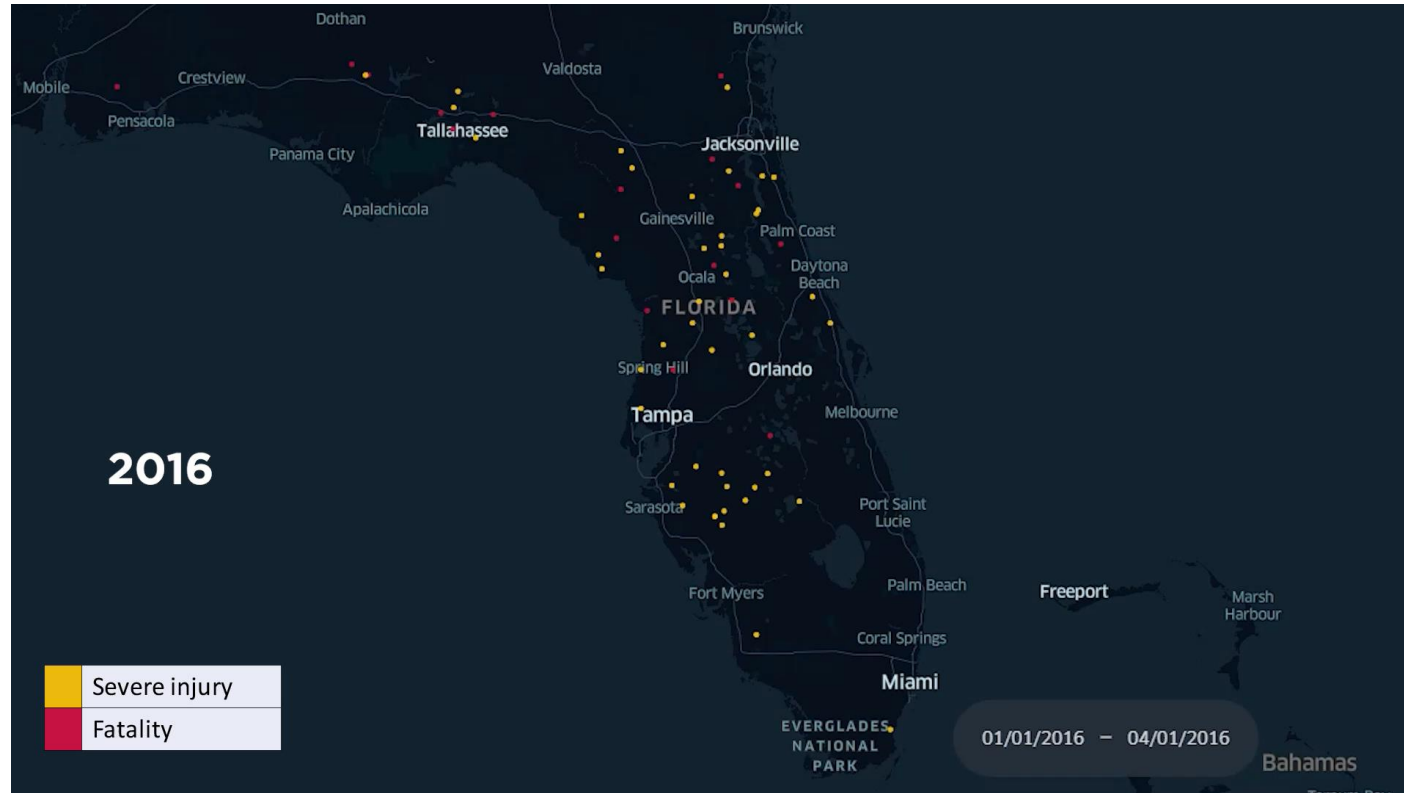 Dothan
Brunswick
Valdosta
Crestview
Mobile
Pensacola
Tallahassee
Jacksonville
Panama City
Apalachicola
Gainesville
Palm Coast
Ocala
Daytona
Beach
FLORIDA
Spring Hill
Orlando
Tampa
Melbourne
2016
Sarasota
Port Saint
Lucie
Fort Myers
Palm Beach
Freeport
Marsh
Harbour
Coral Springs
Miami
Severe injury
Fatality
EVERGLADES
NATIONAL
PARK
01/01/2016 – 04/01/2016
Bahamas